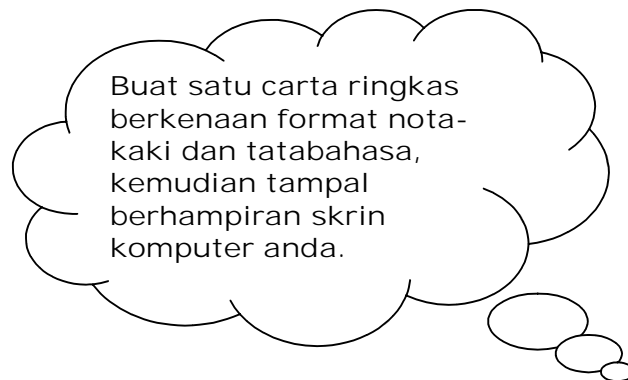 Buat satu carta ringkas
berkenaan format nota-
kaki dan tatabahasa,
kemudian tampal
berhampiran skrin
komputer anda.